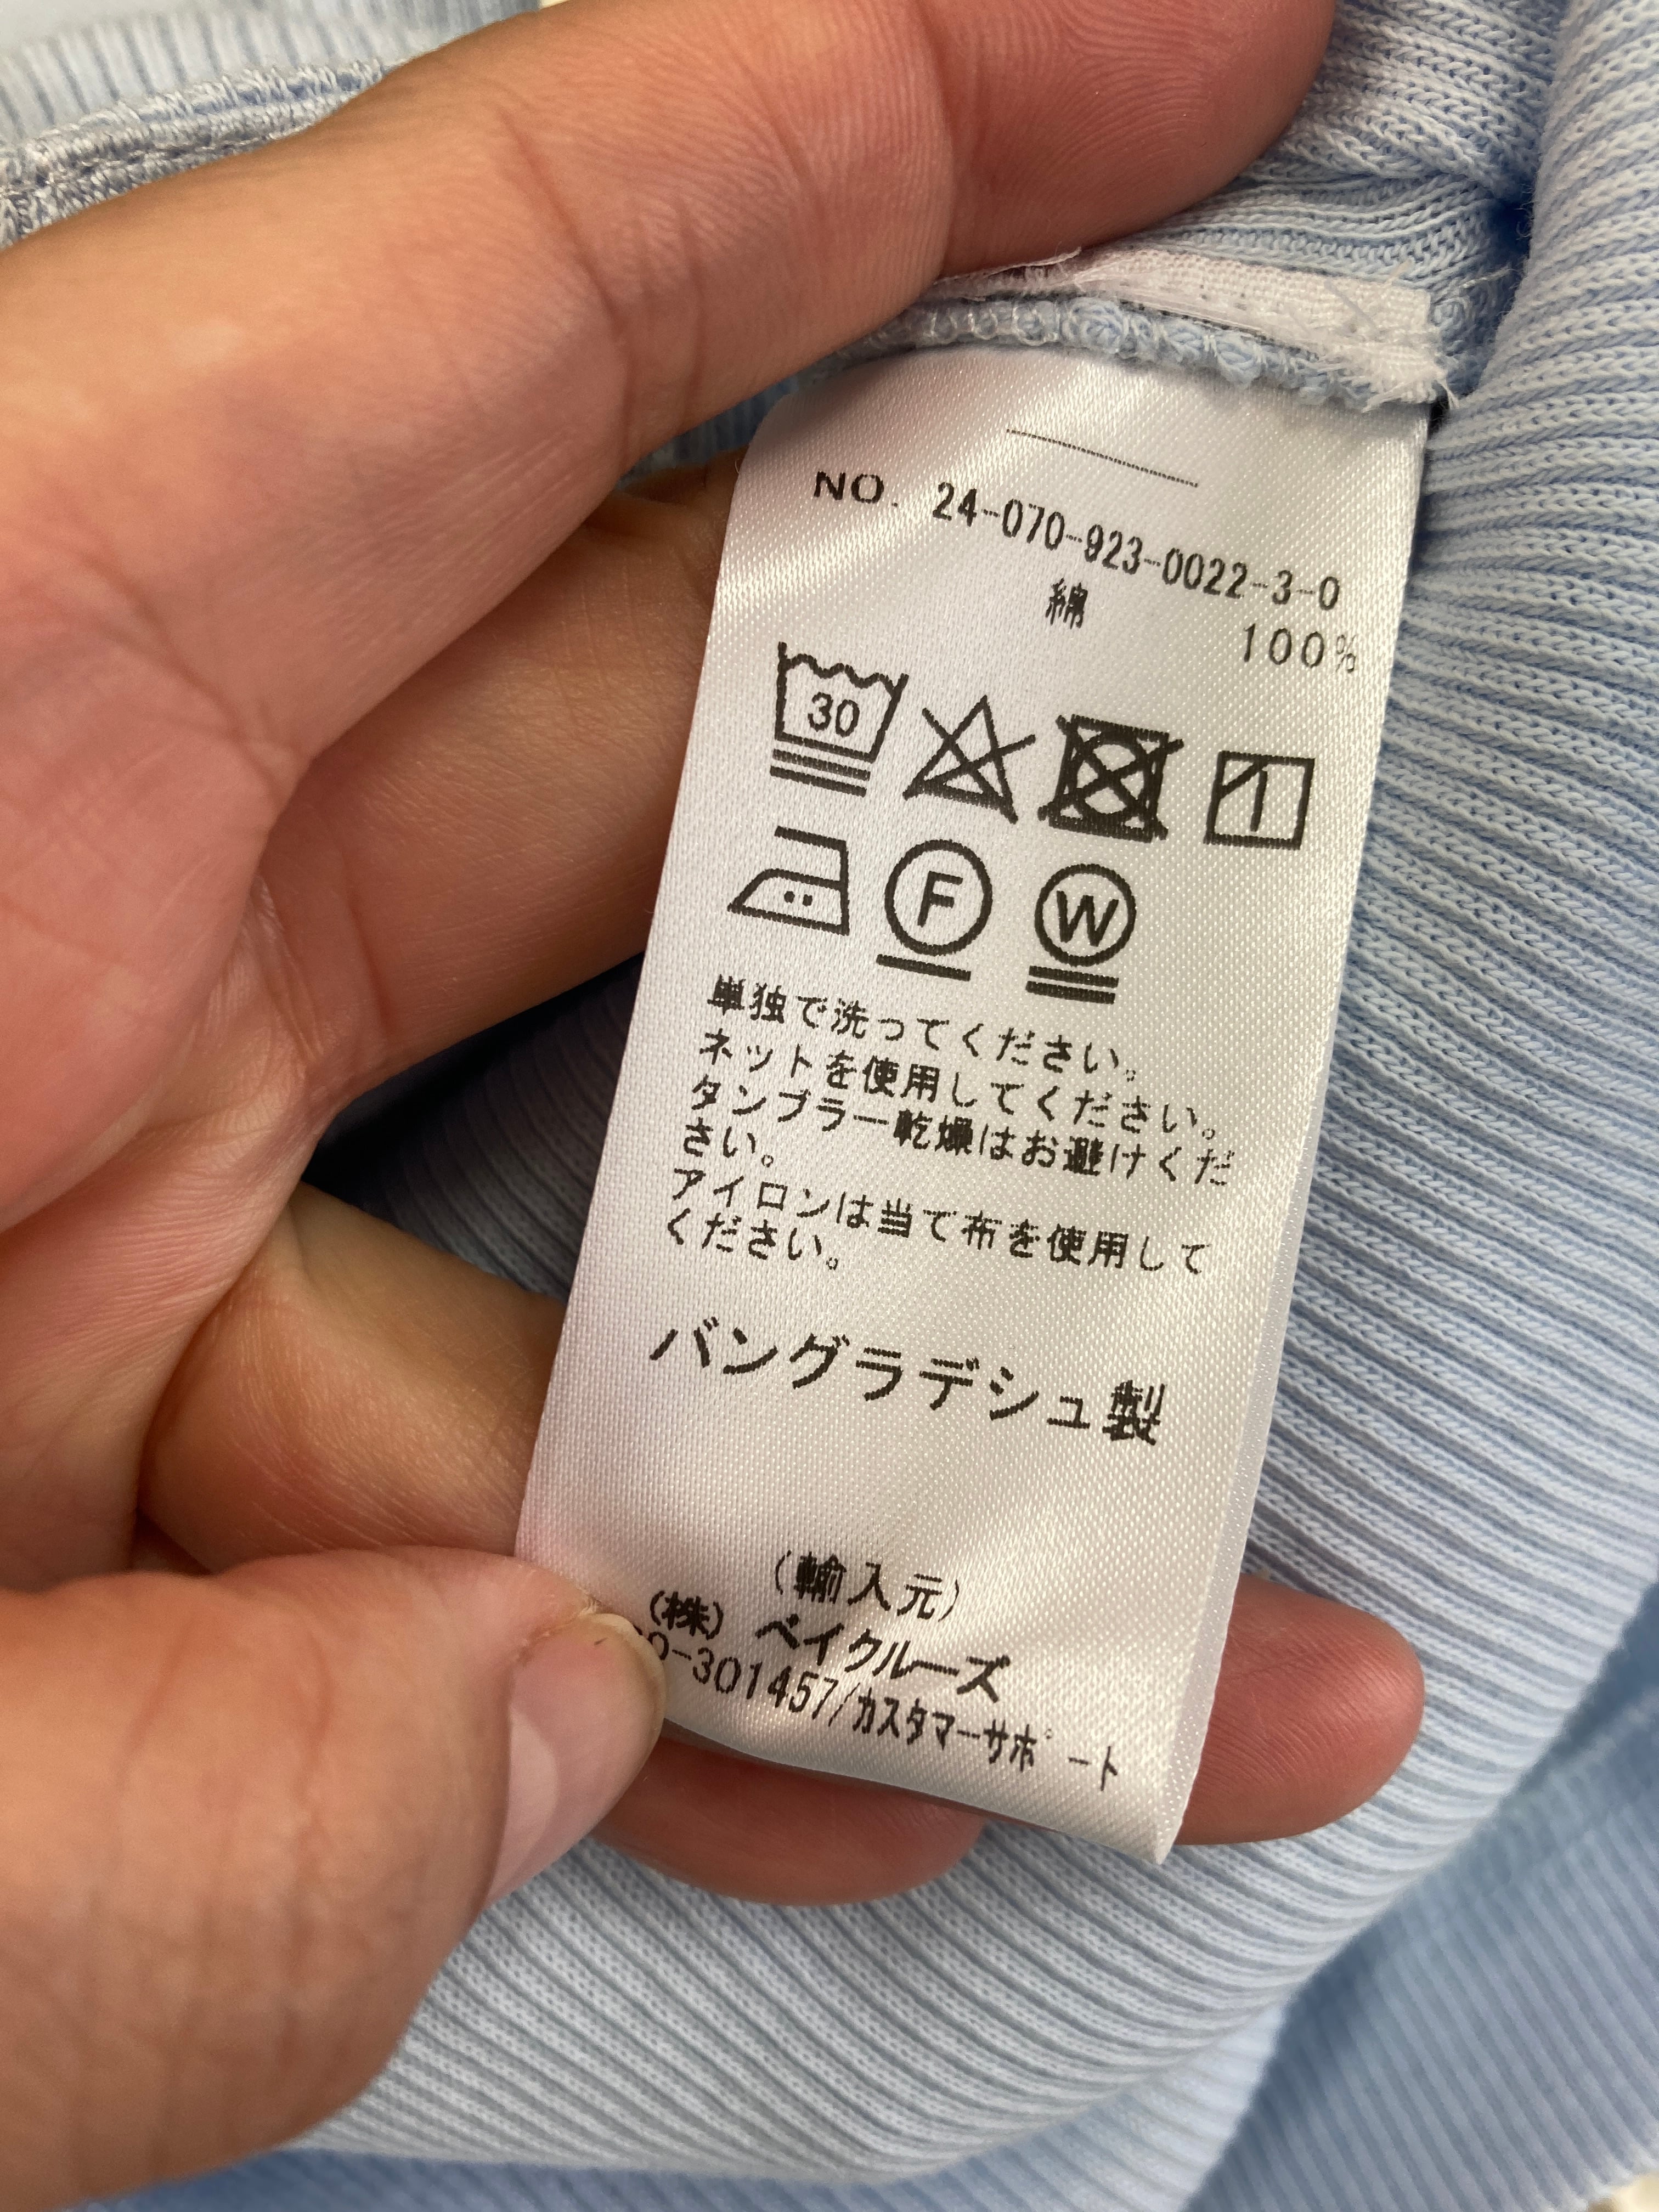 NO. 24-070-923-0022-3-0
綿 100%
30
F W
単独で洗ってください。
ネットを使用してください。
タンブラー乾燥はお避けくだ
さい。
アイロンは当て布を使用して
ください。
バングラデシュ製
(輸入元)
(株) ベイクルーズ
0-301457/カスタマーサポート